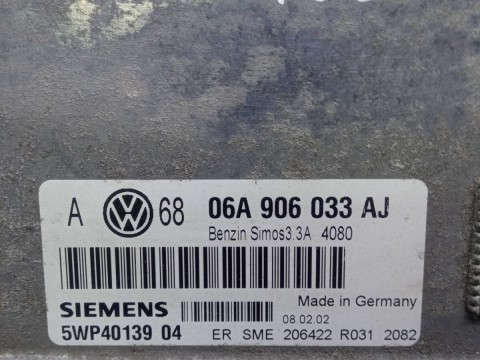 A VW 68 06A 906 033 AJ
Benzin Simos3.3A 4080
SIEMENS Made in Germany
08.02.02
5WP40139 04 ER SME 206422 R031 2082